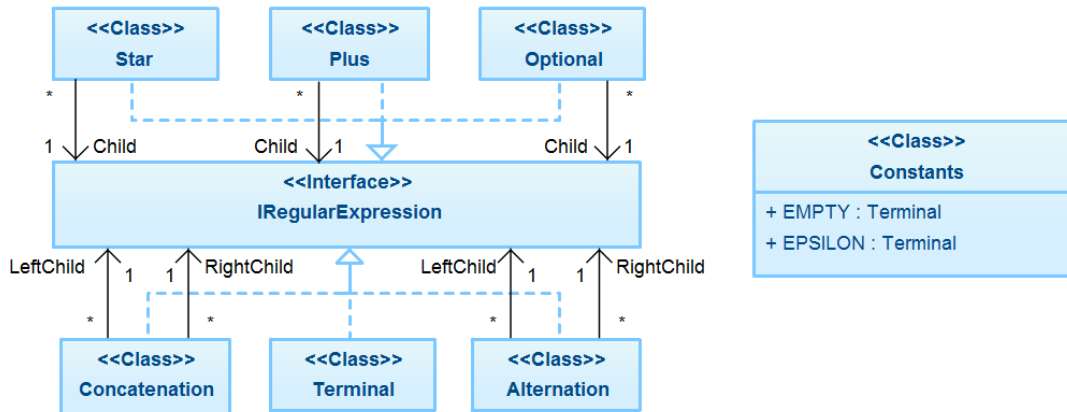 <<Class>>
Star
<<Class>>
Plus
<<Class>>
Optional
*
*
*
1
Child
Child
1
Child
1
<<Interface>>
IRegularExpression
<<Class>>
Constants
+ EMPTY : Terminal
+ EPSILON : Terminal
LeftChild
1
1
RightChild
LeftChild
1
1
RightChild
*
*
*
*
<<Class>>
Concatenation
<<Class>>
Terminal
<<Class>>
Alternation